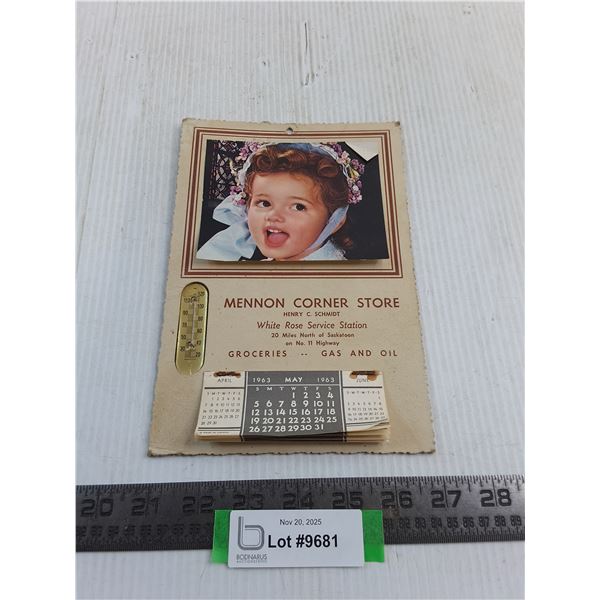 MENNON CORNER STORE
HENRY C. SCHMIDT
White Rose Service Station
20 Miles North of Saskatoon
on No. 11 Highway
GROCERIES -- GAS AND OIL
APRIL 1963 MAY 1963 JUNE
S M T W T F S
1 2 3 4
5 6 7 8 9 10 11
12 13 14 15 16 17 18
19 20 21 22 23 24 25
26 27 28 29 30 31
20 21 22 23 24 25 26 27 28
Nov 20, 2025
Lot #9681
b
BODNARUS
AUCTIONEERING